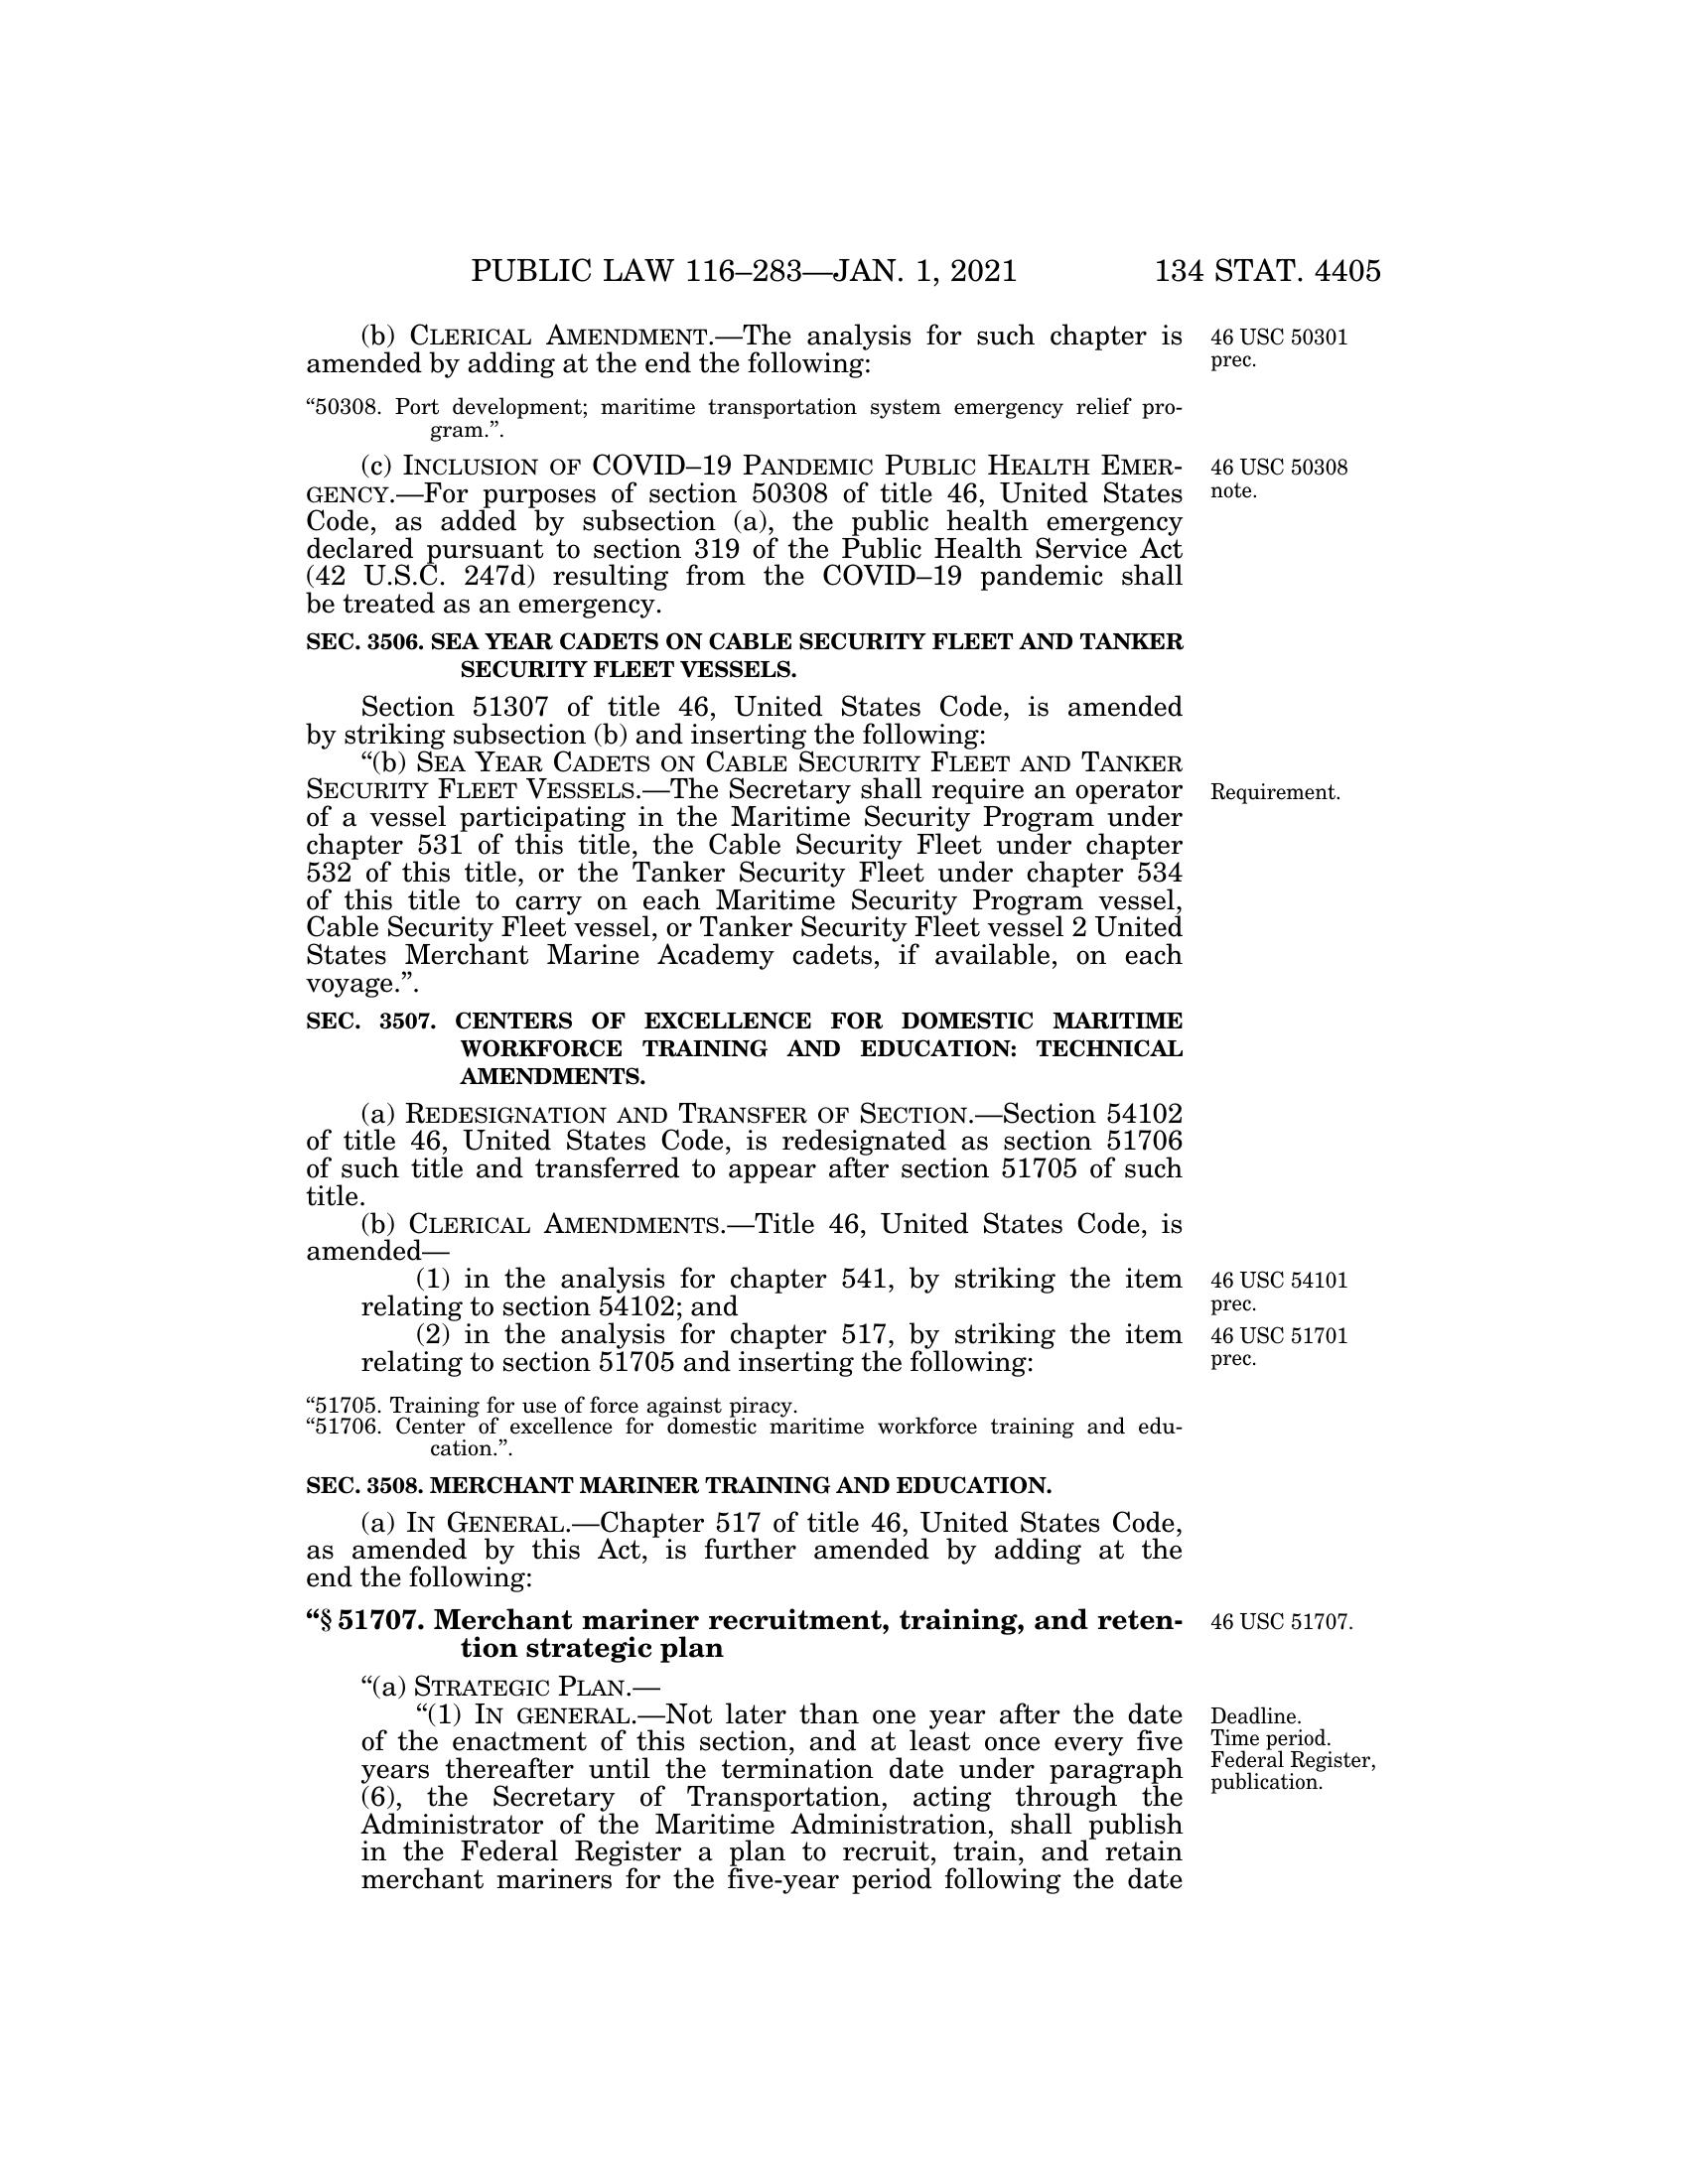 PUBLIC LAW 116–283—JAN. 1, 2021
134 STAT. 4405
(b) CLERICAL AMENDMENT.—The analysis for such chapter is
amended by adding at the end the following:
46 USC 50301
prec.
“50308. Port development; maritime transportation system emergency relief pro-
gram.”.
(c) INCLUSION OF COVID–19 PANDEMIC PUBLIC HEALTH EMER-
GENCY.—For purposes of section 50308 of title 46, United States
Code, as added by subsection (a), the public health emergency
declared pursuant to section 319 of the Public Health Service Act
(42 U.S.C. 247d) resulting from the COVID–19 pandemic shall
be treated as an emergency.
46 USC 50308
note.
SEC. 3506. SEA YEAR CADETS ON CABLE SECURITY FLEET AND TANKER
SECURITY FLEET VESSELS.
Section 51307 of title 46, United States Code, is amended
by striking subsection (b) and inserting the following:
“(b) SEA YEAR CADETS ON CABLE SECURITY FLEET AND TANKER
SECURITY FLEET VESSELS.—The Secretary shall require an operator
of a vessel participating in the Maritime Security Program under
chapter 531 of this title, the Cable Security Fleet under chapter
532 of this title, or the Tanker Security Fleet under chapter 534
of this title to carry on each Maritime Security Program vessel,
Cable Security Fleet vessel, or Tanker Security Fleet vessel 2 United
States Merchant Marine Academy cadets, if available, on each
voyage.”.
Requirement.
SEC. 3507. CENTERS OF EXCELLENCE FOR DOMESTIC MARITIME
WORKFORCE TRAINING AND EDUCATION: TECHNICAL
AMENDMENTS.
(a) REDESIGNATION AND TRANSFER OF SECTION.—Section 54102
of title 46, United States Code, is redesignated as section 51706
of such title and transferred to appear after section 51705 of such
title.
(b) CLERICAL AMENDMENTS.—Title 46, United States Code, is
amended—
(1) in the analysis for chapter 541, by striking the item
relating to section 54102; and
46 USC 54101
prec.
(2) in the analysis for chapter 517, by striking the item
relating to section 51705 and inserting the following:
46 USC 51701
prec.
“51705. Training for use of force against piracy.
“51706. Center of excellence for domestic maritime workforce training and edu-
cation.”.
SEC. 3508. MERCHANT MARINER TRAINING AND EDUCATION.
(a) IN GENERAL.—Chapter 517 of title 46, United States Code,
as amended by this Act, is further amended by adding at the
end the following:
“§ 51707. Merchant mariner recruitment, training, and reten-
tion strategic plan
46 USC 51707.
“(a) STRATEGIC PLAN.—
“(1) IN GENERAL.—Not later than one year after the date
of the enactment of this section, and at least once every five
years thereafter until the termination date under paragraph
(6), the Secretary of Transportation, acting through the
Administrator of the Maritime Administration, shall publish
in the Federal Register a plan to recruit, train, and retain
merchant mariners for the five-year period following the date
Deadline.
Time period.
Federal Register,
publication.